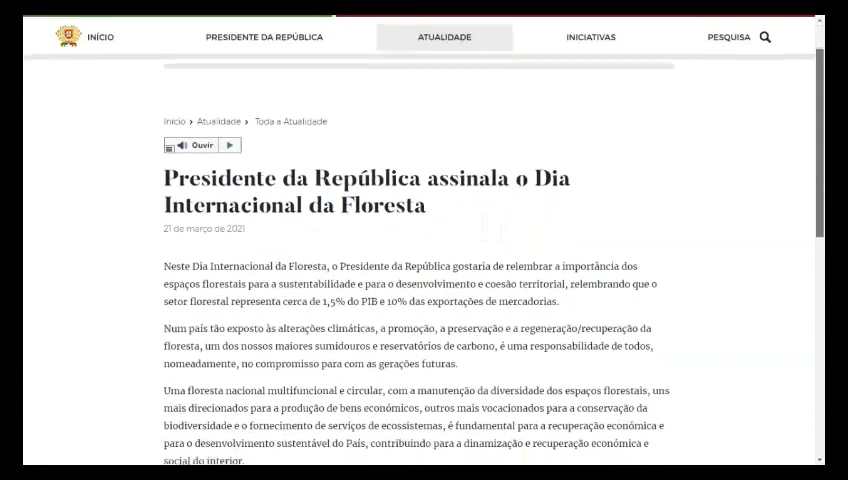 INÍCIO PRESIDENTE DA REPÚBLICA ATUALIDADE INICIATIVAS PESQUISA
Início > Atualidade > Toda a Atualidade
Ouvir
Presidente da República assinala o Dia
Internacional da Floresta
21 de março de 2021
Neste Dia Internacional da Floresta, o Presidente da República gostaria de relembrar a importância dos
espaços florestais para a sustentabilidade e para o desenvolvimento e coesão territorial, relembrando que o
setor florestal representa cerca de 1,5% do PIB e 10% das exportações de mercadorias.
Num país tão exposto às alterações climáticas, a promoção, a preservação e a regeneração/recuperação da
floresta, um dos nossos maiores sumidouros e reservatórios de carbono, é uma responsabilidade de todos,
nomeadamente, no compromisso para com as gerações futuras.
Uma floresta nacional multifuncional e circular, com a manutenção da diversidade dos espaços florestais, uns
mais direcionados para a produção de bens económicos, outros mais vocacionados para a conservação da
biodiversidade e o fornecimento de serviços de ecossistemas, é fundamental para a recuperação económica e
para o desenvolvimento sustentável do País, contribuindo para a dinamização e recuperação económica e
social do interior.